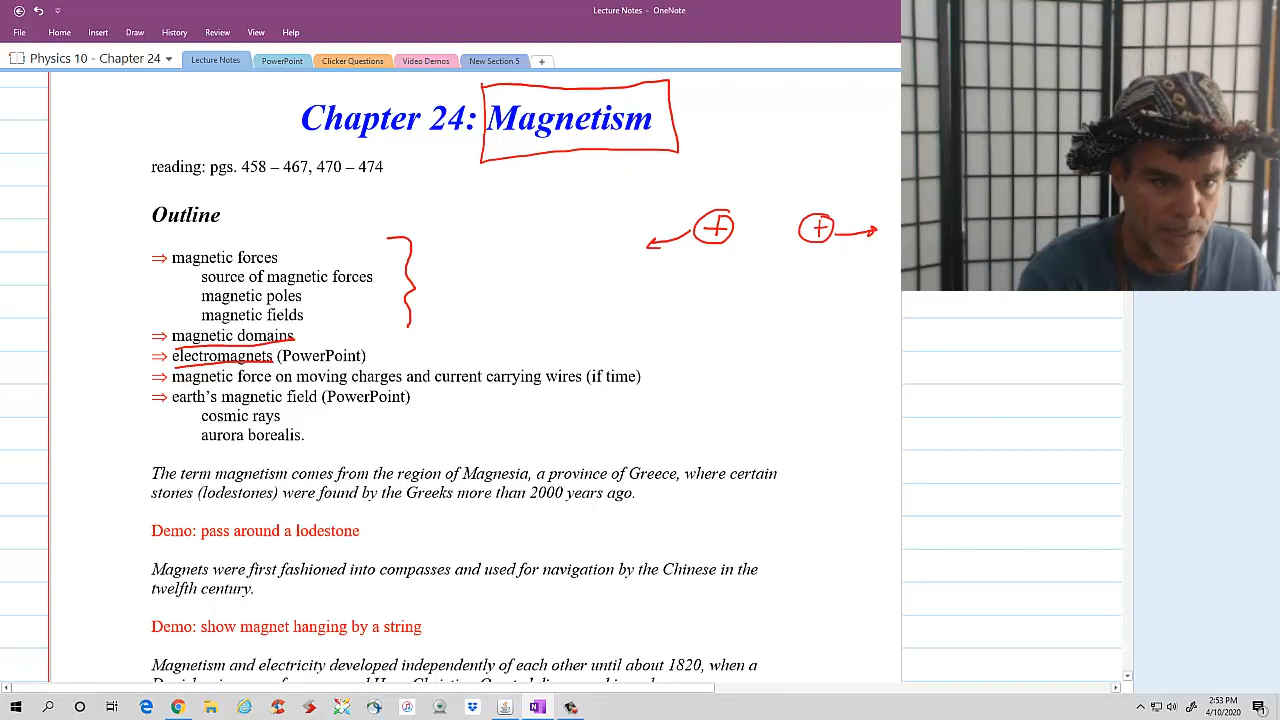 Lecture Notes - OneNote
File Home Insert Draw History Review View Help
Physics 10 - Chapter 24 Lecture Notes PowerPoint Clicker Questions Video Demos New Section 5 +
Chapter 24: Magnetism
reading: pgs. 458 – 467, 470 – 474
Outline
+ +
⇒ magnetic forces
source of magnetic forces
magnetic poles
magnetic fields
⇒ magnetic domains
⇒ electromagnets (PowerPoint)
⇒ magnetic force on moving charges and current carrying wires (if time)
⇒ earth's magnetic field (PowerPoint)
cosmic rays
aurora borealis.
The term magnetism comes from the region of Magnesia, a province of Greece, where certain
stones (lodestones) were found by the Greeks more than 2000 years ago.
Demo: pass around a lodestone
Magnets were first fashioned into compasses and used for navigation by the Chinese in the
twelfth century.
Demo: show magnet hanging by a string
Magnetism and electricity developed independently of each other until about 1820, when a
2:53 PM
4/10/2020